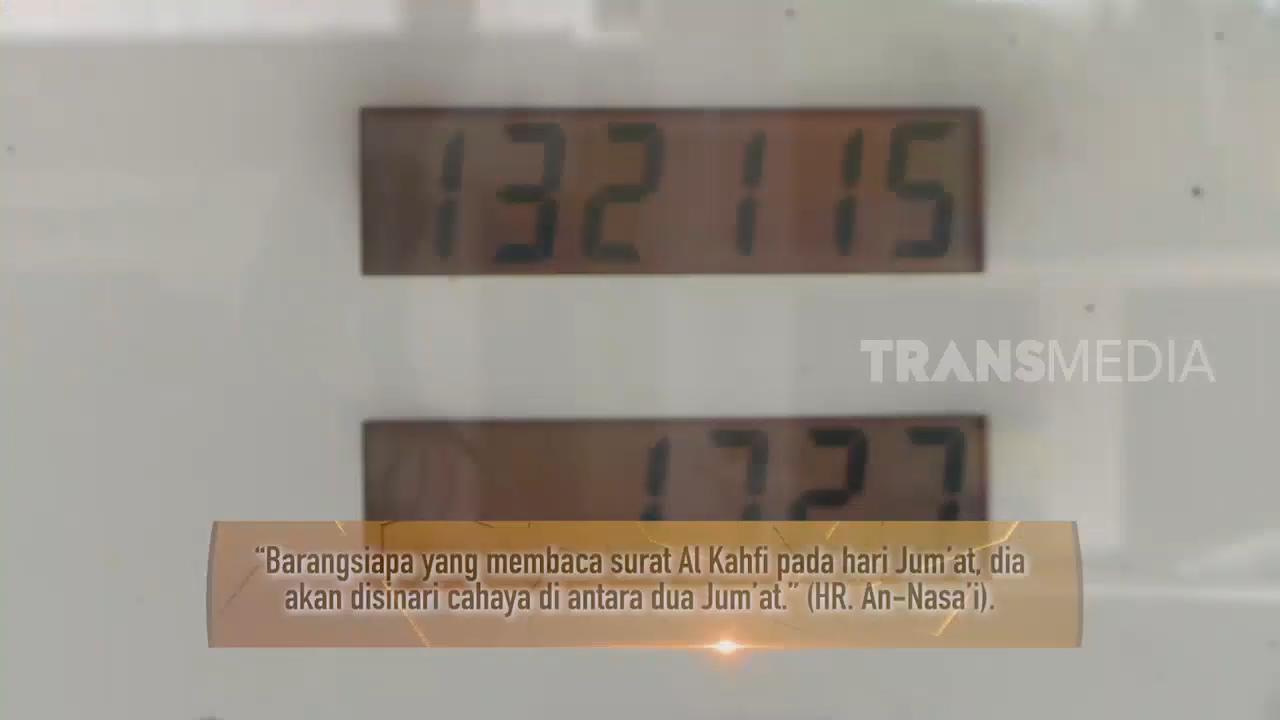 132115
TRANSMEDIA
1727
“Barangsiapa yang membaca surat Al Kahfi pada hari Jum’at, dia
akan disinari cahaya di antara dua Jum’at.” (HR. An-Nasa’i).